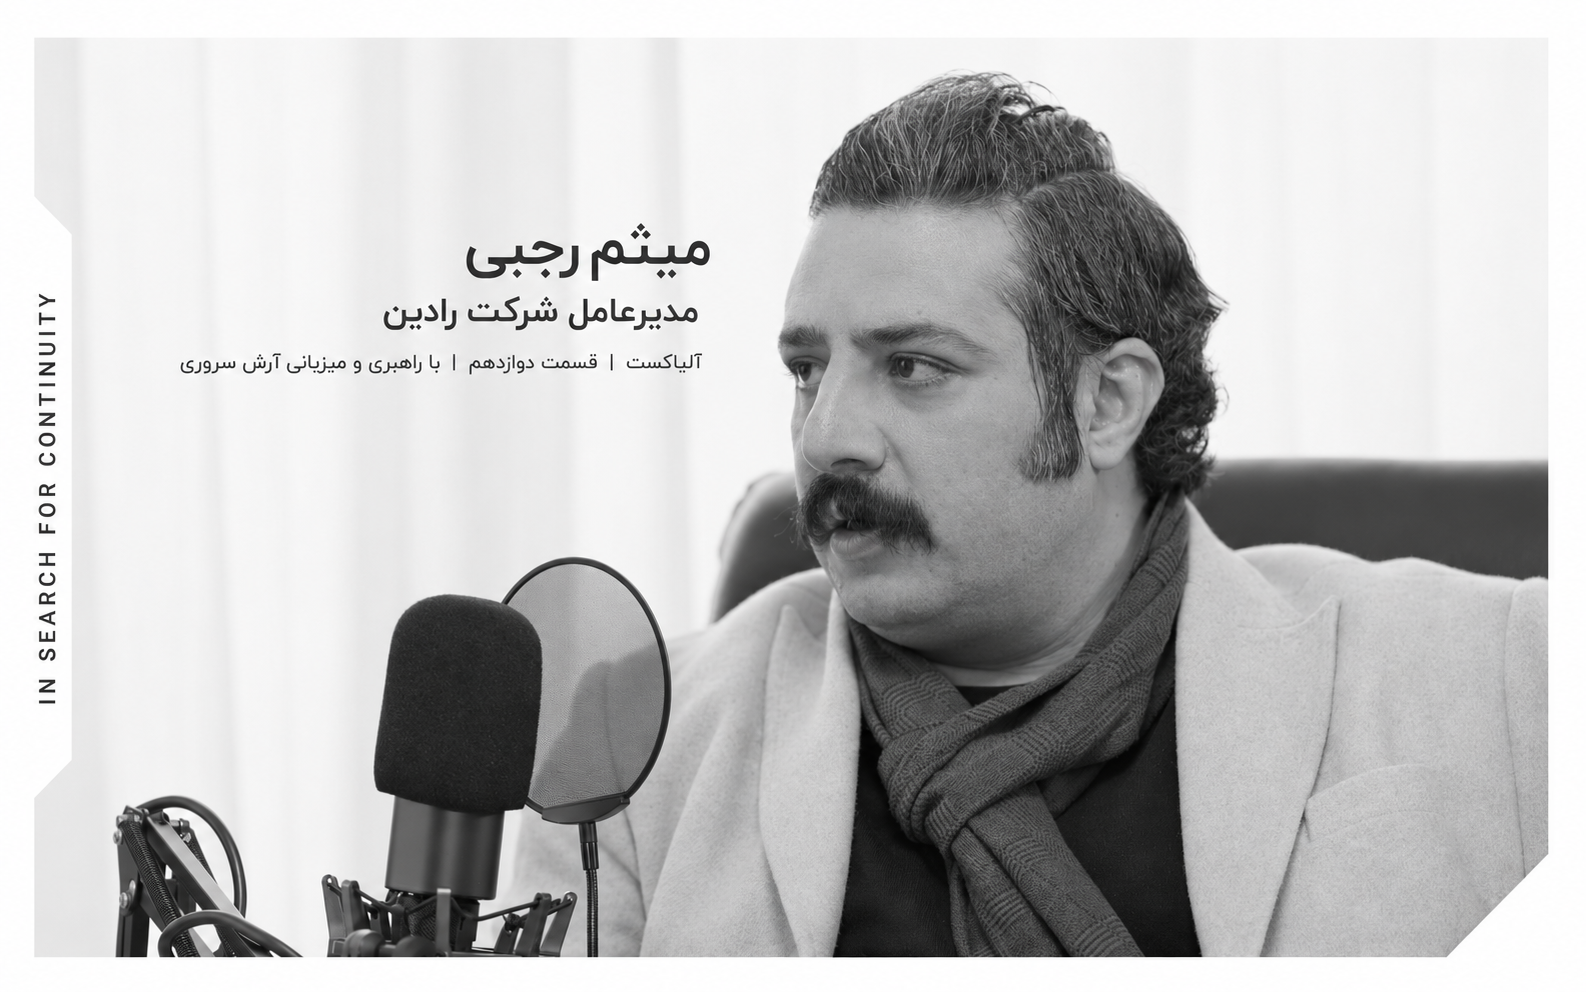 میثم رجبی
مدیرعامل شرکت رادین
آلیاکست | قسمت دوازدهم | با راهبری و میزبانی آرش سروری
IN SEARCH FOR CONTINUITY